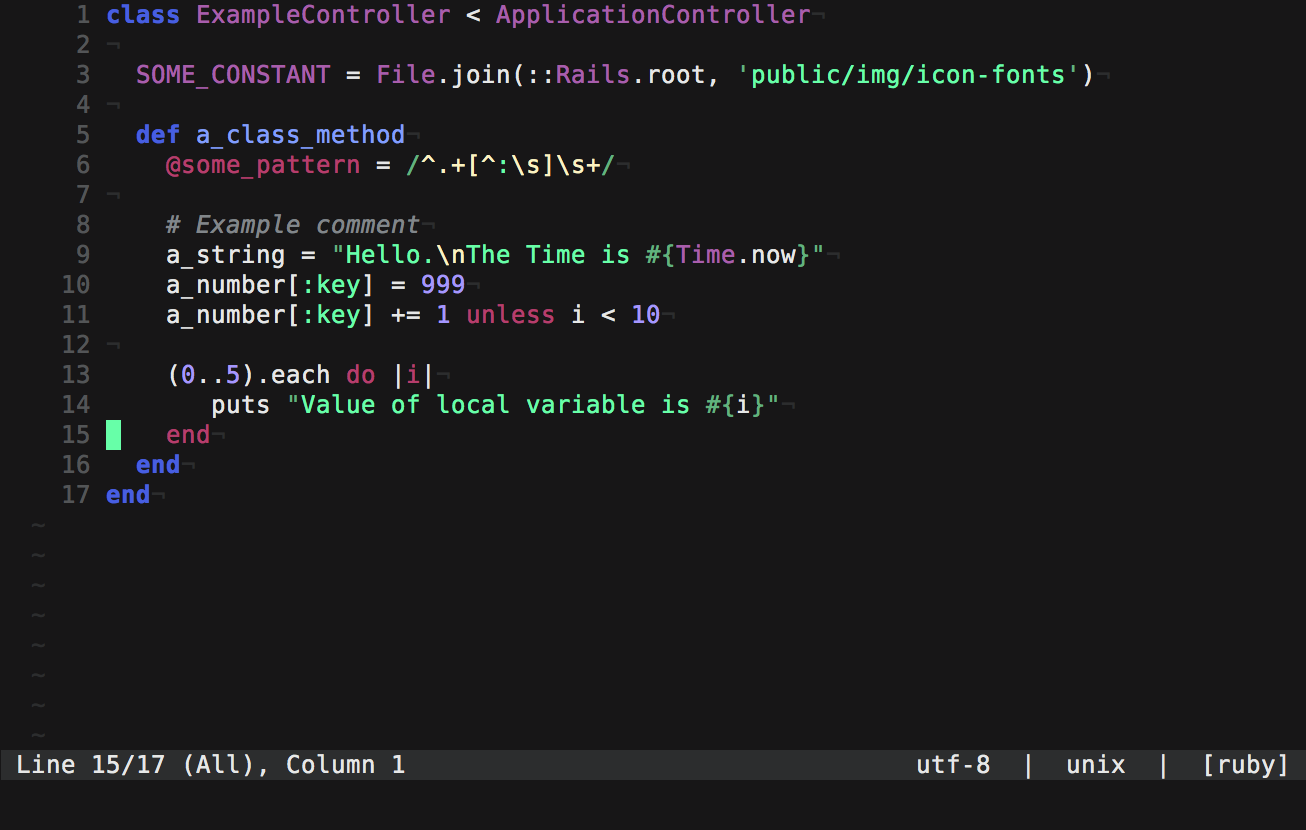 1 class ExampleController < ApplicationController¬
2 ¬
3   SOME_CONSTANT = File.join(::Rails.root, 'public/img/icon-fonts')¬
4 ¬
5   def a_class_method¬
6     @some_pattern = /^.+[^:\s]\s+/¬
7 ¬
8     # Example comment¬
9     a_string = "Hello.\nThe Time is #{Time.now}"¬
10     a_number[:key] = 999¬
11     a_number[:key] += 1 unless i < 10¬
12 ¬
13     (0..5).each do |i|¬
14        puts "Value of local variable is #{i}"¬
15     end¬
16   end¬
17 end¬
~
~
~
~
~
~
~
~
Line 15/17 (All), Column 1 utf-8 | unix | [ruby]